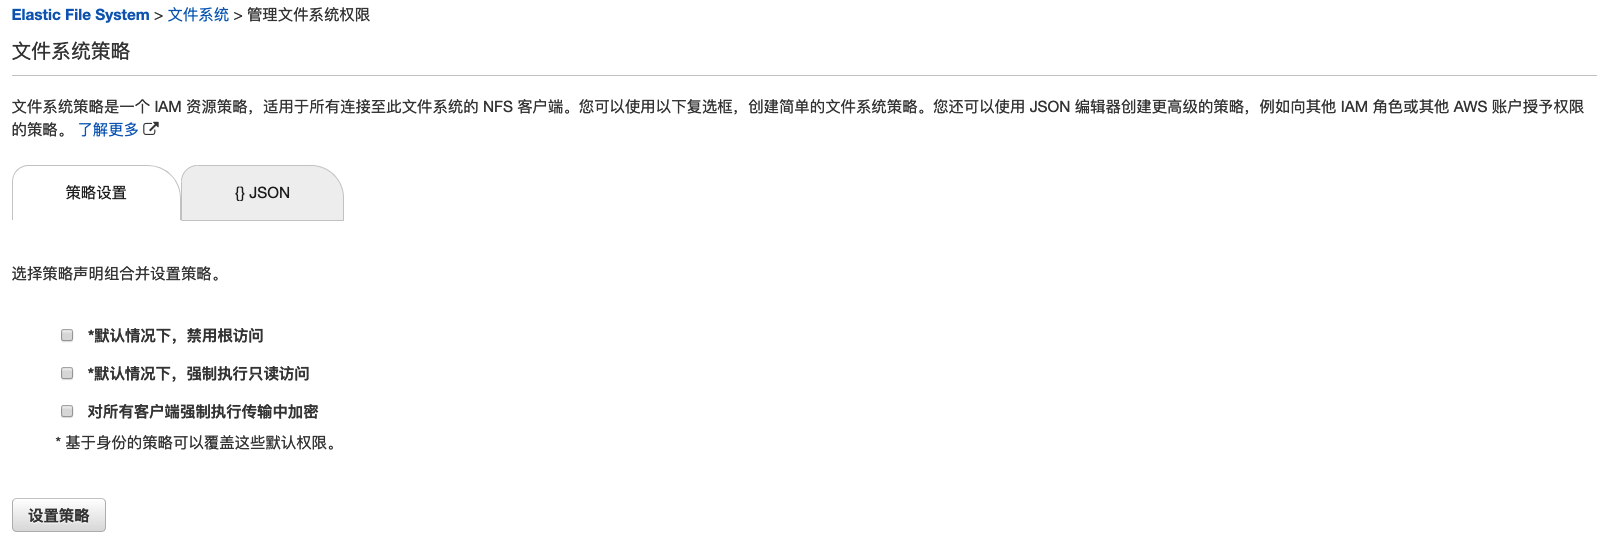 Elastic File System > 文件系统 > 管理文件系统权限
文件系统策略
文件系统策略是一个 IAM 资源策略，适用于所有连接至此文件系统的 NFS 客户端。您可以使用以下复选框，创建简单的文件系统策略。您还可以使用 JSON 编辑器创建更高级的策略，例如向其他 IAM 角色或其他 AWS 账户授予权限
的策略。 了解更多
策略设置
{} JSON
选择策略声明组合并设置策略。
*默认情况下，禁用根访问
*默认情况下，强制执行只读访问
对所有客户端强制执行传输中加密
* 基于身份的策略可以覆盖这些默认权限。
设置策略